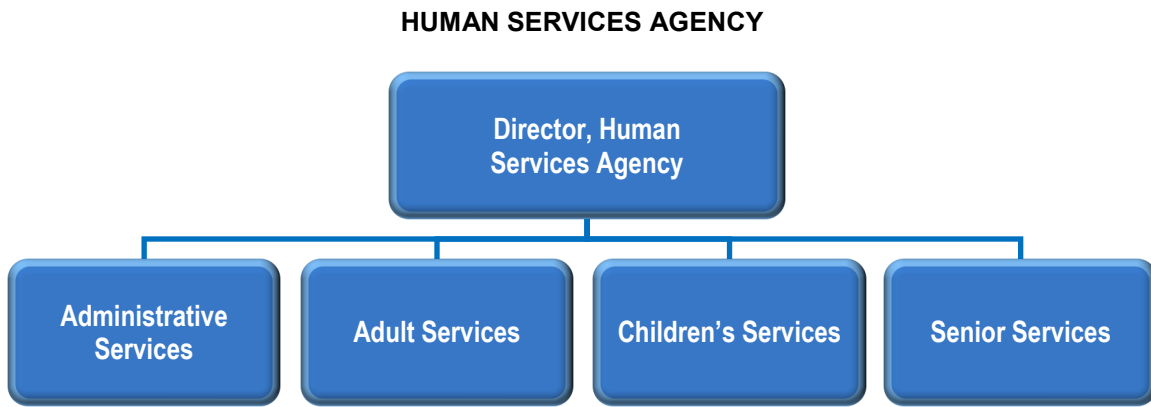 HUMAN SERVICES AGENCY
Director, Human
Services Agency
Administrative
Services
Adult Services
Children’s Services
Senior Services